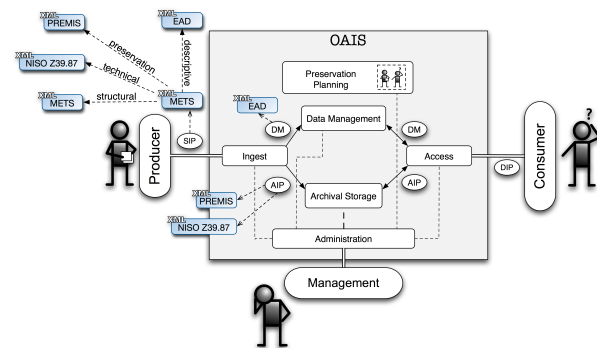 XML
PREMIS
XML
EAD
OAIS
preservation
descriptive
XML
NISO Z39.87
technical
Preservation
Planning
? ?
XML
METS
structural
XML
METS
XML
EAD
Data Management
?
SIP
DM
DM
Producer
Ingest
Access
DIP
Consumer
AIP
AIP
XML
PREMIS
Archival Storage
XML
NISO Z39.87
Administration
Management